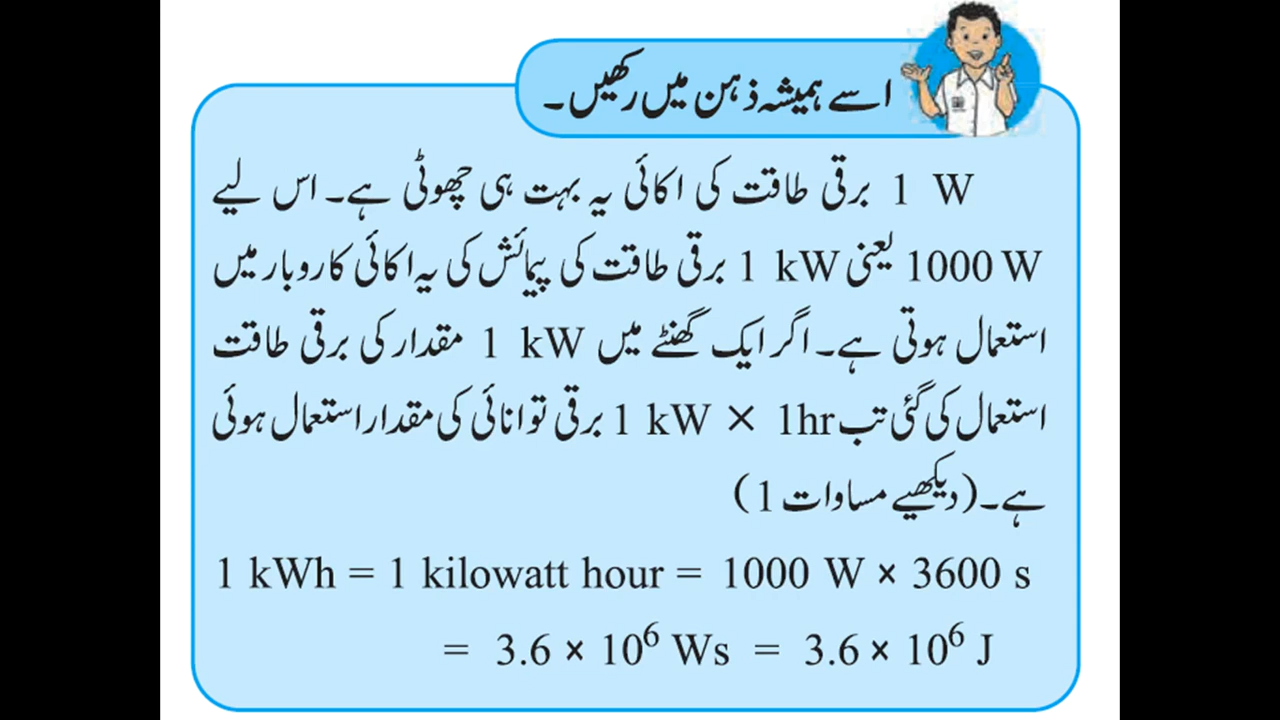 اسے ہمیشہ ذہن میں رکھیں۔
1 W برقی طاقت کی اکائی یہ بہت ہی چھوٹی ہے۔ اس لیے
1000 W یعنی 1 kW برقی طاقت کی پیمائش کی یہ اکائی کاروبار میں
استعمال ہوتی ہے۔ اگر ایک گھنٹے میں 1 kW مقدار کی برقی طاقت
استعمال کی گئی تب 1 kW × 1hr برقی توانائی کی مقدار استعمال ہوئی
ہے۔ (دیکھیے مساوات 1)
1 kWh = 1 kilowatt hour = 1000 W × 3600 s
= 3.6 × 10⁶ Ws = 3.6 × 10⁶ J